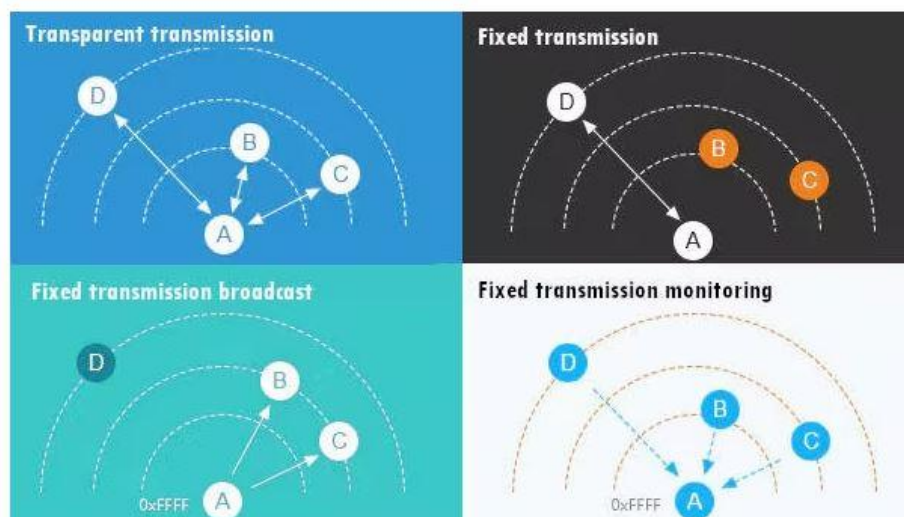 Transparent transmission
D
B
C
A
Fixed transmission
D
B
C
A
Fixed transmission broadcast
D
B
C
0xFFFF
A
Fixed transmission monitoring
D
B
C
0xFFFF
A